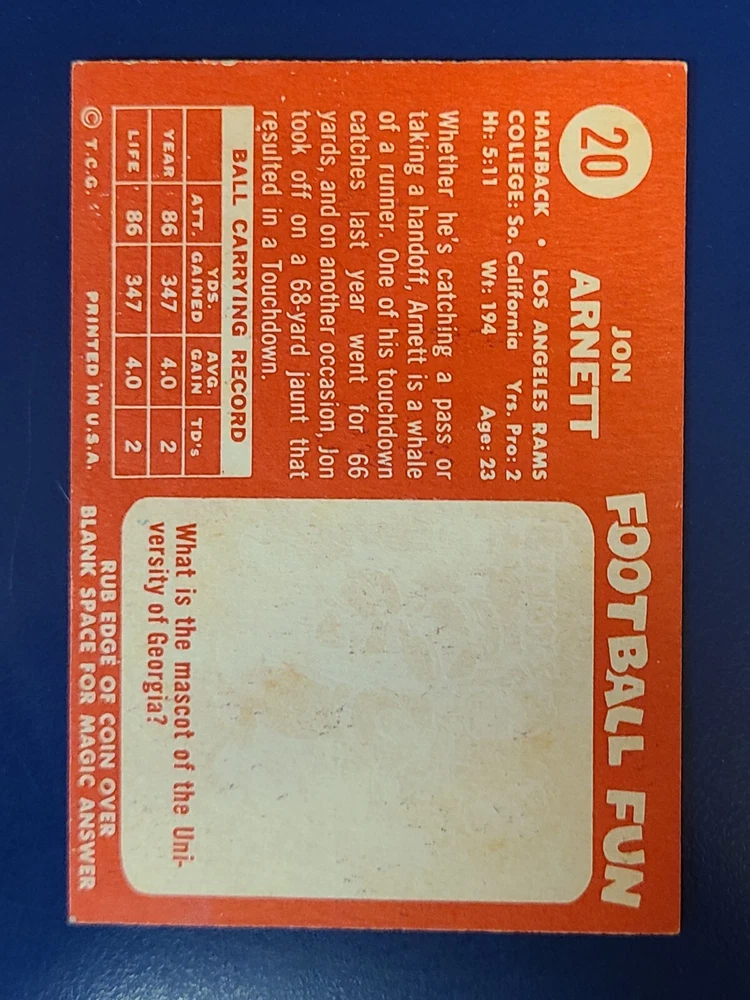 20
JON
ARNETT
HALFBACK • LOS ANGELES RAMS
COLLEGE: So. California Yrs. Pro: 2
Ht: 5:11 Wt: 194 Age: 23
Whether he's catching a pass or
taking a handoff, Arnett is a whale
of a runner. One of his touchdown
catches last year went for 66
yards, and on another occasion, Jon
took off on a 68-yard jaunt that
resulted in a Touchdown.
BALL CARRYING RECORD
ATT. YDS. GAINED AVG. GAIN TD's
YEAR 86 347 4.0 2
LIFE 86 347 4.0 2
© T.C.G. PRINTED IN U.S.A.
FOOTBALL FUN
What is the mascot of the Uni-
versity of Georgia?
RUB EDGE OF COIN OVER
BLANK SPACE FOR MAGIC ANSWER